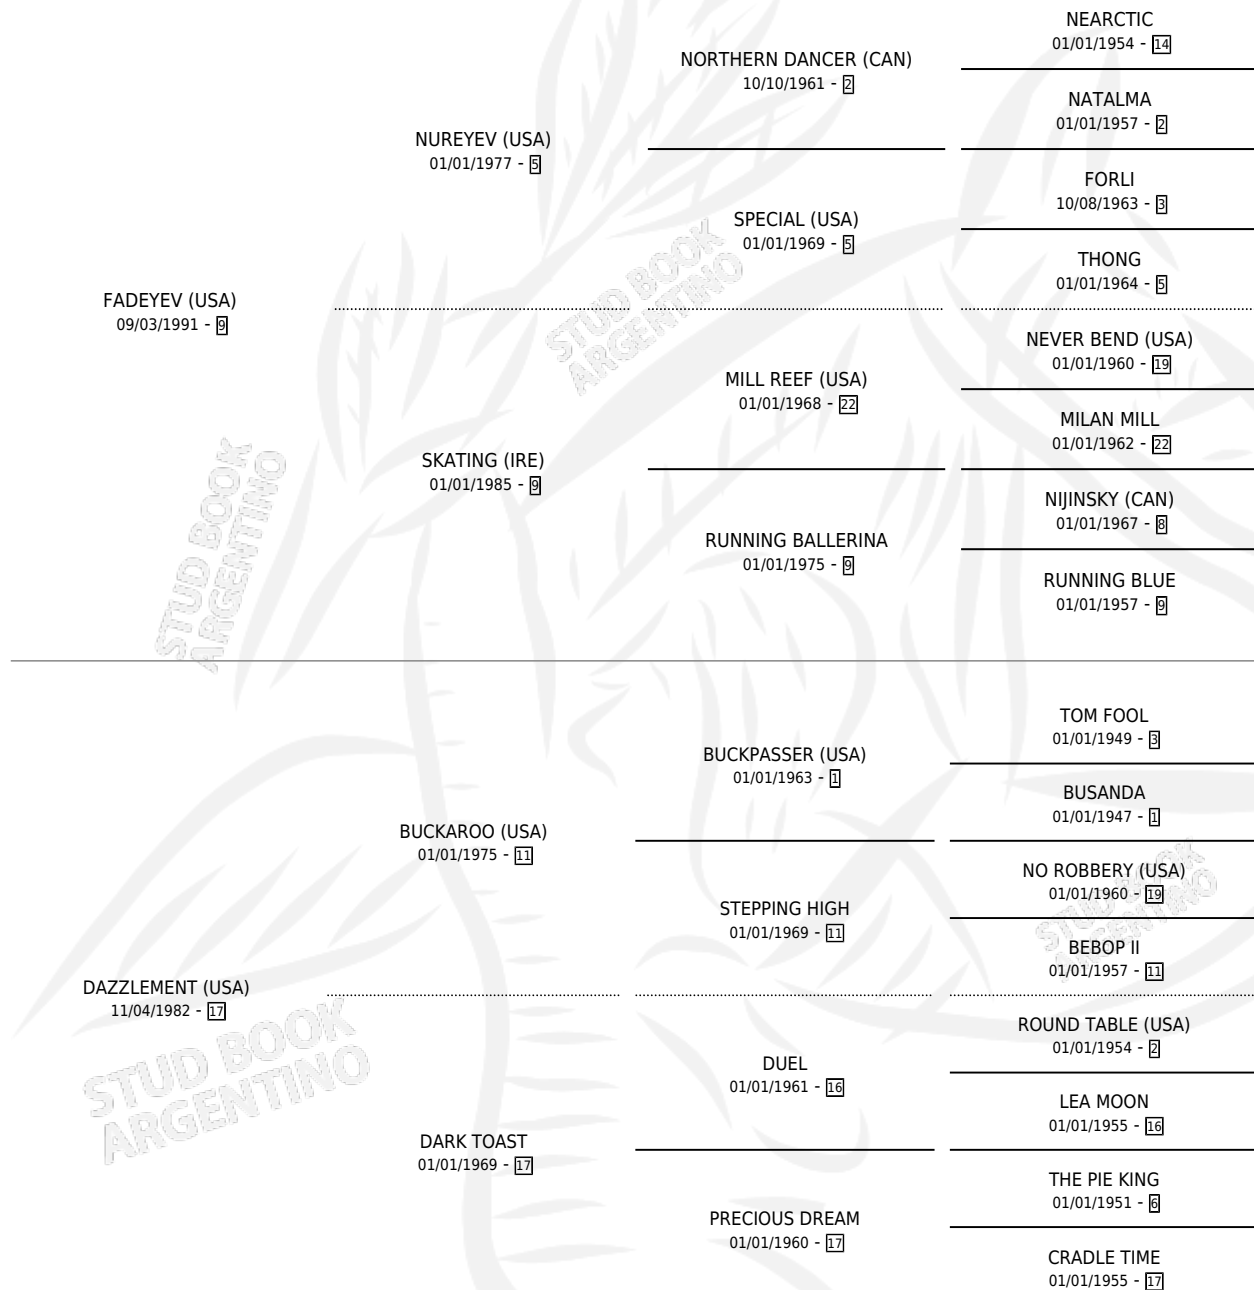 NEARCTIC
01/01/1954 - 14
NORTHERN DANCER (CAN)
10/10/1961 - 2
NATALMA
01/01/1957 - 2
NUREYEV (USA)
01/01/1977 - 5
FORLI
10/08/1963 - 3
SPECIAL (USA)
01/01/1969 - 5
THONG
01/01/1964 - 5
FADEYEV (USA)
09/03/1991 - 9
NEVER BEND (USA)
01/01/1960 - 19
MILL REEF (USA)
01/01/1968 - 22
MILAN MILL
01/01/1962 - 22
SKATING (IRE)
01/01/1985 - 9
NIJINSKY (CAN)
01/01/1967 - 8
RUNNING BALLERINA
01/01/1975 - 9
RUNNING BLUE
01/01/1957 - 9
STUD BOOK
ARGENTINO
STUD BOOK
ARGENTINO
TOM FOOL
01/01/1949 - 3
BUCKPASSER (USA)
01/01/1963 - 1
BUSANDA
01/01/1947 - 1
BUCKAROO (USA)
01/01/1975 - 11
NO ROBBERY (USA)
01/01/1960 - 19
STEPPING HIGH
01/01/1969 - 11
BEBOP II
01/01/1957 - 11
DAZZLEMENT (USA)
11/04/1982 - 17
ROUND TABLE (USA)
01/01/1954 - 2
DUEL
01/01/1961 - 16
LEA MOON
01/01/1955 - 16
DARK TOAST
01/01/1969 - 17
THE PIE KING
01/01/1951 - 6
PRECIOUS DREAM
01/01/1960 - 17
CRADLE TIME
01/01/1955 - 17
STUD BOOK
ARGENTINO
STUD BOOK
ARGENTINO